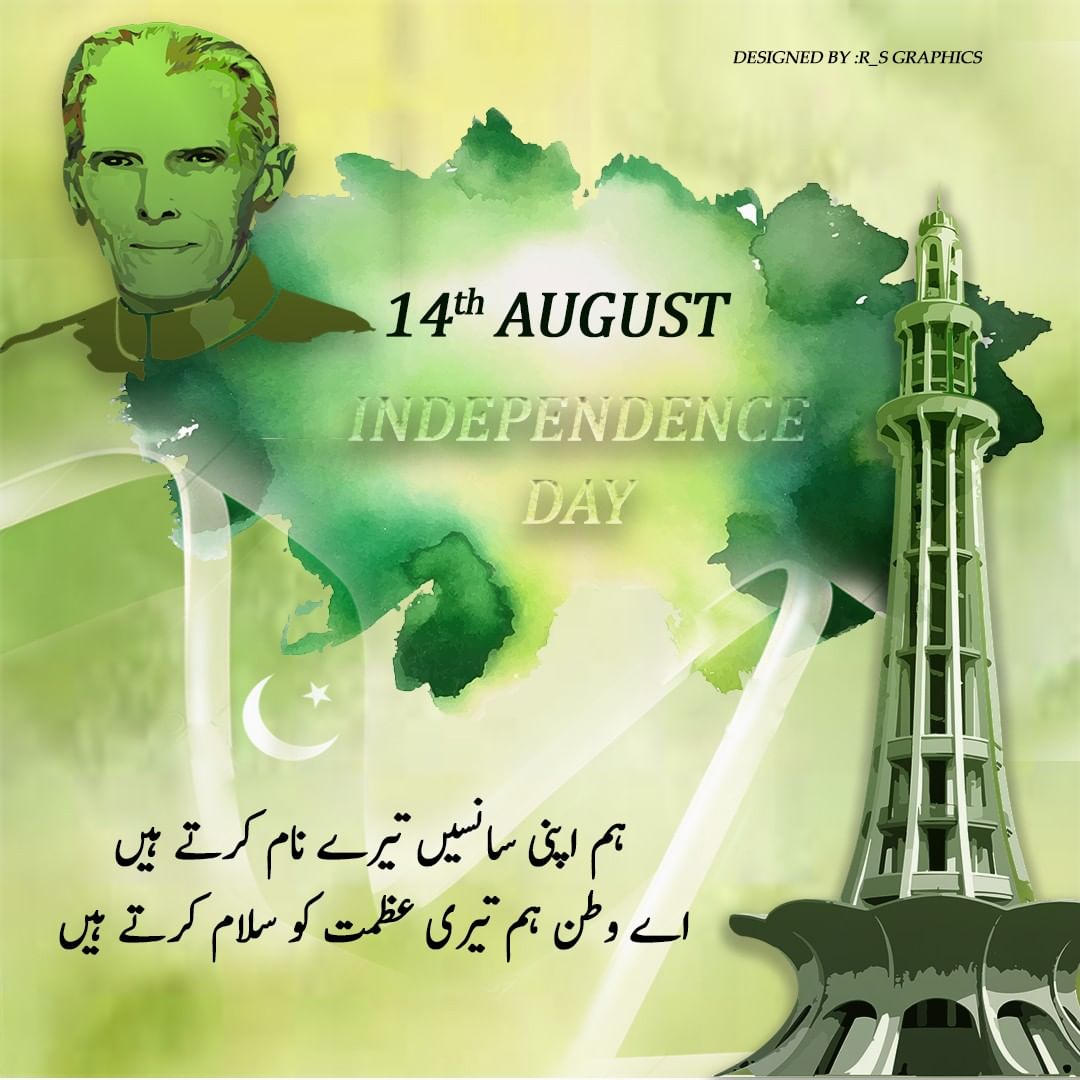 DESIGNED BY :R_S GRAPHICS
14th AUGUST
INDEPENDENCE
DAY
ہم اپنی سانسیں تیرے نام کرتے ہیں
اے وطن ہم تیری عظمت کو سلام کرتے ہیں